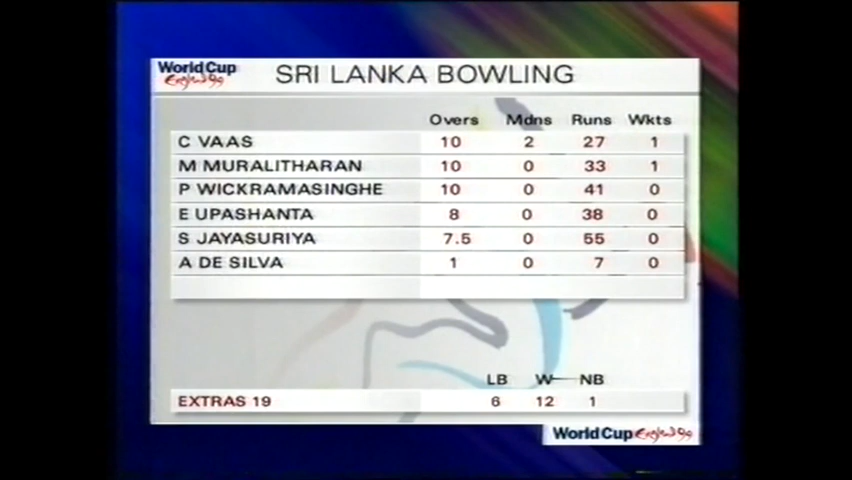 World Cup
England 99
SRI LANKA BOWLING
Overs Mdns Runs Wkts
C VAAS 10 2 27 1
M MURALITHARAN 10 0 33 1
P WICKRAMASINGHE 10 0 41 0
E UPASHANTA 8 0 38 0
S JAYASURIYA 7.5 0 55 0
A DE SILVA 1 0 7 0
LB W NB
EXTRAS 19 6 12 1
World Cup England 99